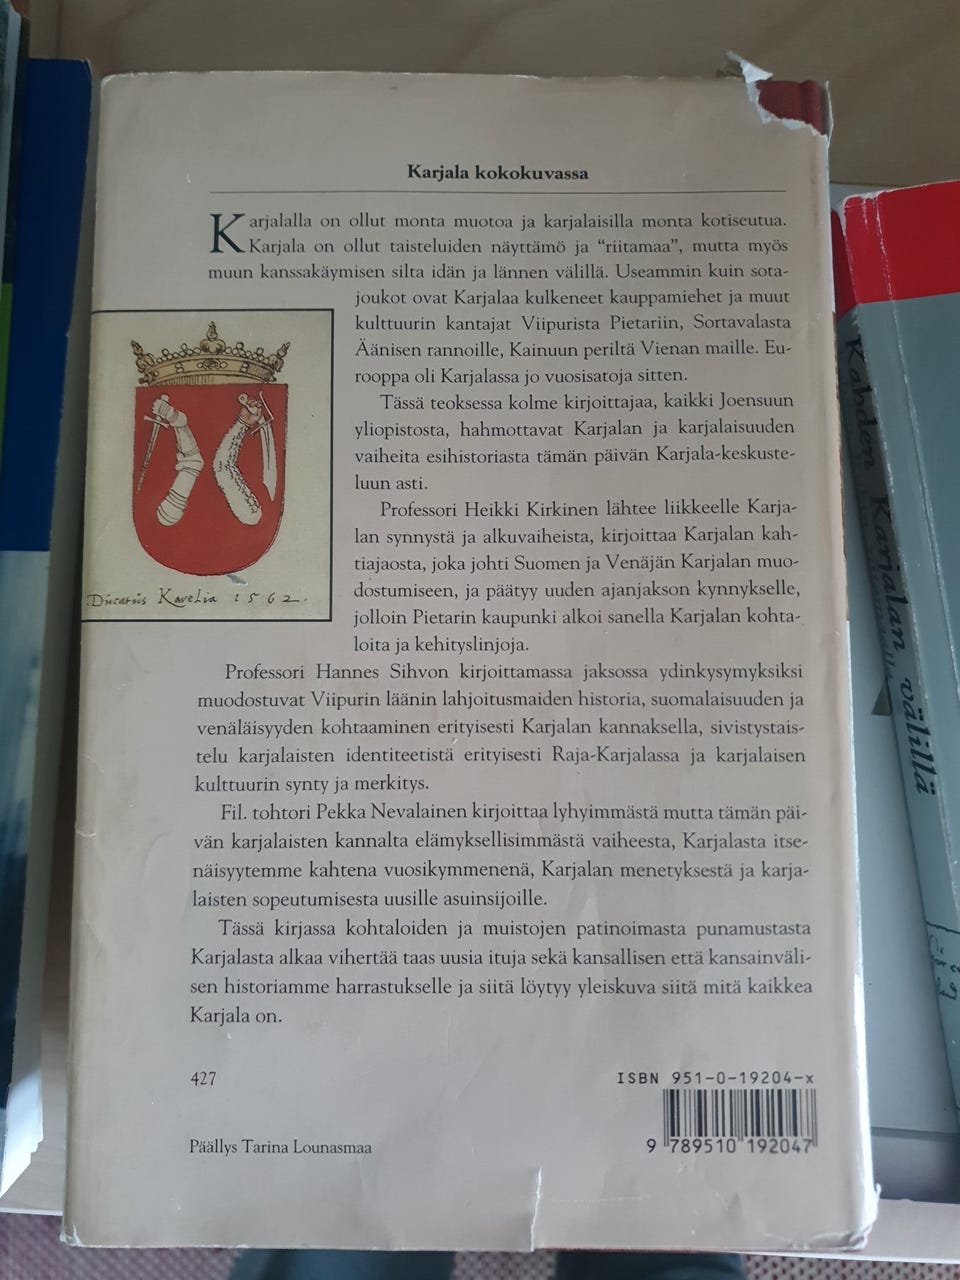 Karjala kokokuvassa
Karjalalla on ollut monta muotoa ja karjalaisilla monta kotiseutua.
Karjala on ollut taisteluiden näyttämö ja “riitamaa”, mutta myös
muun kanssakäymisen silta idän ja lännen välillä. Useammin kuin sota-
joukot ovat Karjalaa kulkeneet kauppamiehet ja muut
kulttuurin kantajat Viipurista Pietariin, Sortavalasta
Äänisen rannoille, Kainuun periltä Vienan maille. Eu-
rooppa oli Karjalassa jo vuosisatoja sitten.
Tässä teoksessa kolme kirjoittajaa, kaikki Joensuun
yliopistosta, hahmottavat Karjalan ja karjalaisuuden
vaiheita esihistoriasta tämän päivän Karjala-keskuste-
luun asti.
Professori Heikki Kirkinen lähtee liikkeelle Karja-
lan synnystä ja alkuvaiheista, kirjoittaa Karjalan kah-
tiajaosta, joka johti Suomen ja Venäjän Karjalan muo-
dostumiseen, ja päätyy uuden ajanjakson kynnykselle,
jolloin Pietarin kaupunki alkoi sanella Karjalan kohta-
loita ja kehityslinjoja.
Professori Hannes Sihvon kirjoittamassa jaksossa ydinkysymyksiksi
muodostuvat Viipurin läänin lahjoitusmaiden historia, suomalaisuuden ja
venäläisyyden kohtaaminen erityisesti Karjalan kannaksella, sivistystais-
telu karjalaisten identiteetistä erityisesti Raja-Karjalassa ja karjalaisen
kulttuurin synty ja merkitys.
Fil. tohtori Pekka Nevalainen kirjoittaa lyhyimmästä mutta tämän päi-
vän karjalaisten kannalta elämyksellisimmästä vaiheesta, Karjalasta itse-
näisyytemme kahtena vuosikymmenenä, Karjalan menetyksestä ja karja-
laisten sopeutumisesta uusille asuinsijoille.
Tässä kirjassa kohtaloiden ja muistojen patinoimasta punamustasta
Karjalasta alkaa vihertää taas uusia ituja sekä kansallisen että kansainväli-
sen historiamme harrastukselle ja siitä löytyy yleiskuva siitä mitä kaikkea
Karjala on.
Ducatus Karelia 1562.
427
ISBN 951-0-19204-x
9 789510 192047
Päällys Tarina Lounasmaa
Kahden Karjalan välillä